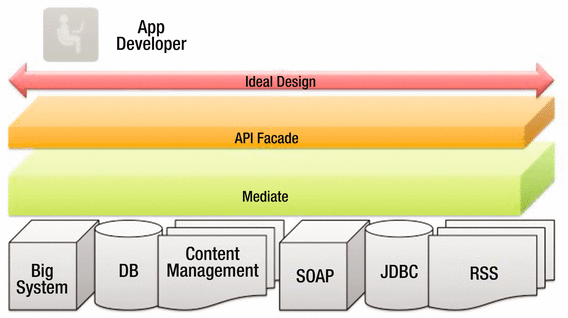 App
Developer
Ideal Design
API Facade
Mediate
Big
System
DB
Content
Management
SOAP
JDBC
RSS